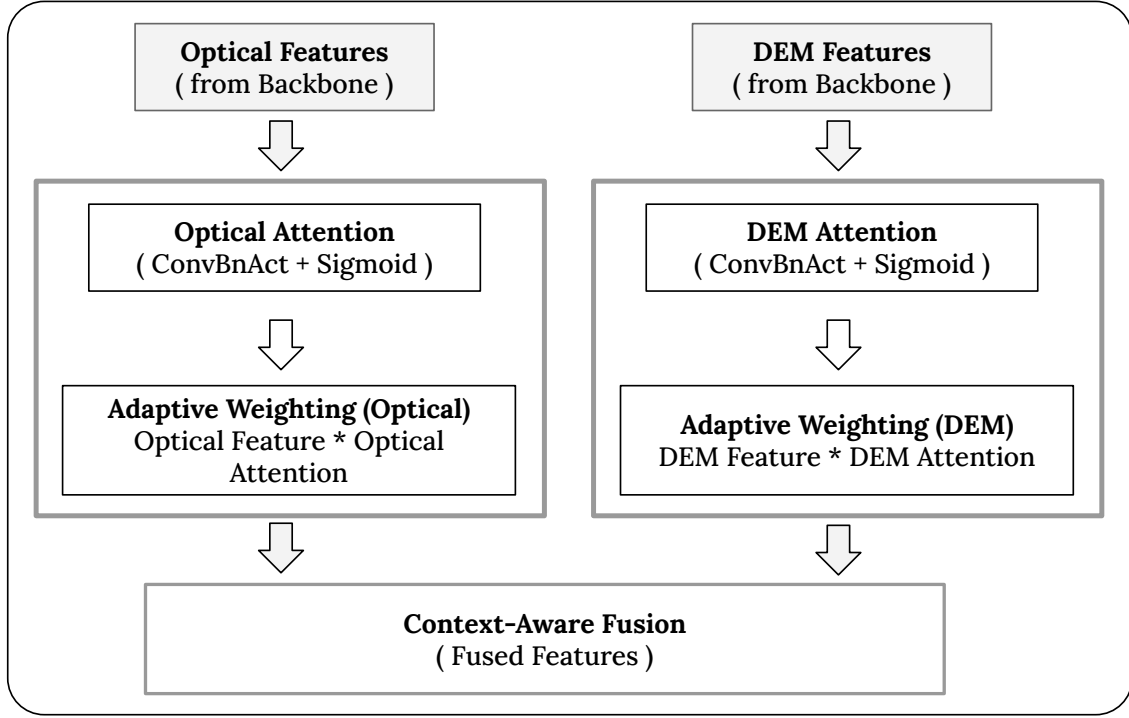 Optical Features
( from Backbone )
DEM Features
( from Backbone )
Optical Attention
( ConvBnAct + Sigmoid )
DEM Attention
( ConvBnAct + Sigmoid )
Adaptive Weighting (Optical)
Optical Feature * Optical
Attention
Adaptive Weighting (DEM)
DEM Feature * DEM Attention
Context-Aware Fusion
( Fused Features )